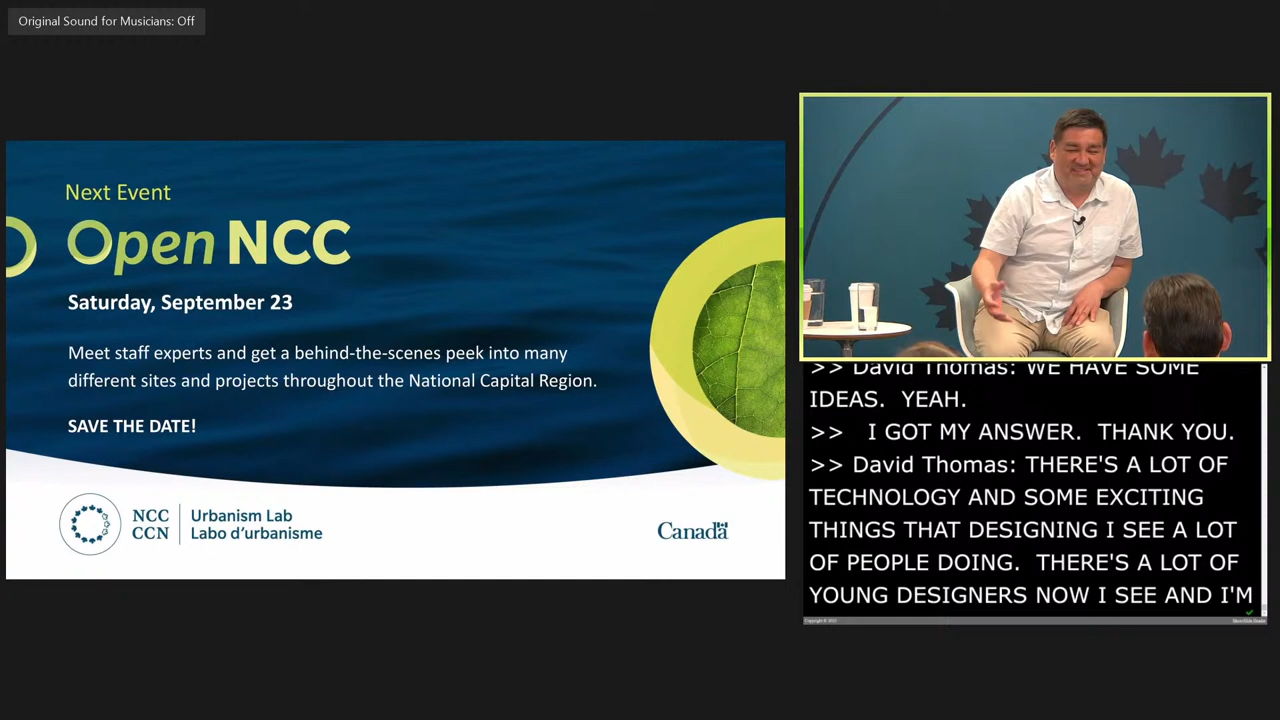 Original Sound for Musicians: Off
Next Event
Open NCC
Saturday, September 23
Meet staff experts and get a behind-the-scenes peek into many
different sites and projects throughout the National Capital Region.
SAVE THE DATE!
NCC
CCN
Urbanism Lab
Labo d'urbanisme
Canada
>> David Thomas: WE HAVE SOME
IDEAS. YEAH.
>> I GOT MY ANSWER. THANK YOU.
>> David Thomas: THERE'S A LOT OF
TECHNOLOGY AND SOME EXCITING
THINGS THAT DESIGNING I SEE A LOT
OF PEOPLE DOING. THERE'S A LOT OF
YOUNG DESIGNERS NOW I SEE AND I'M